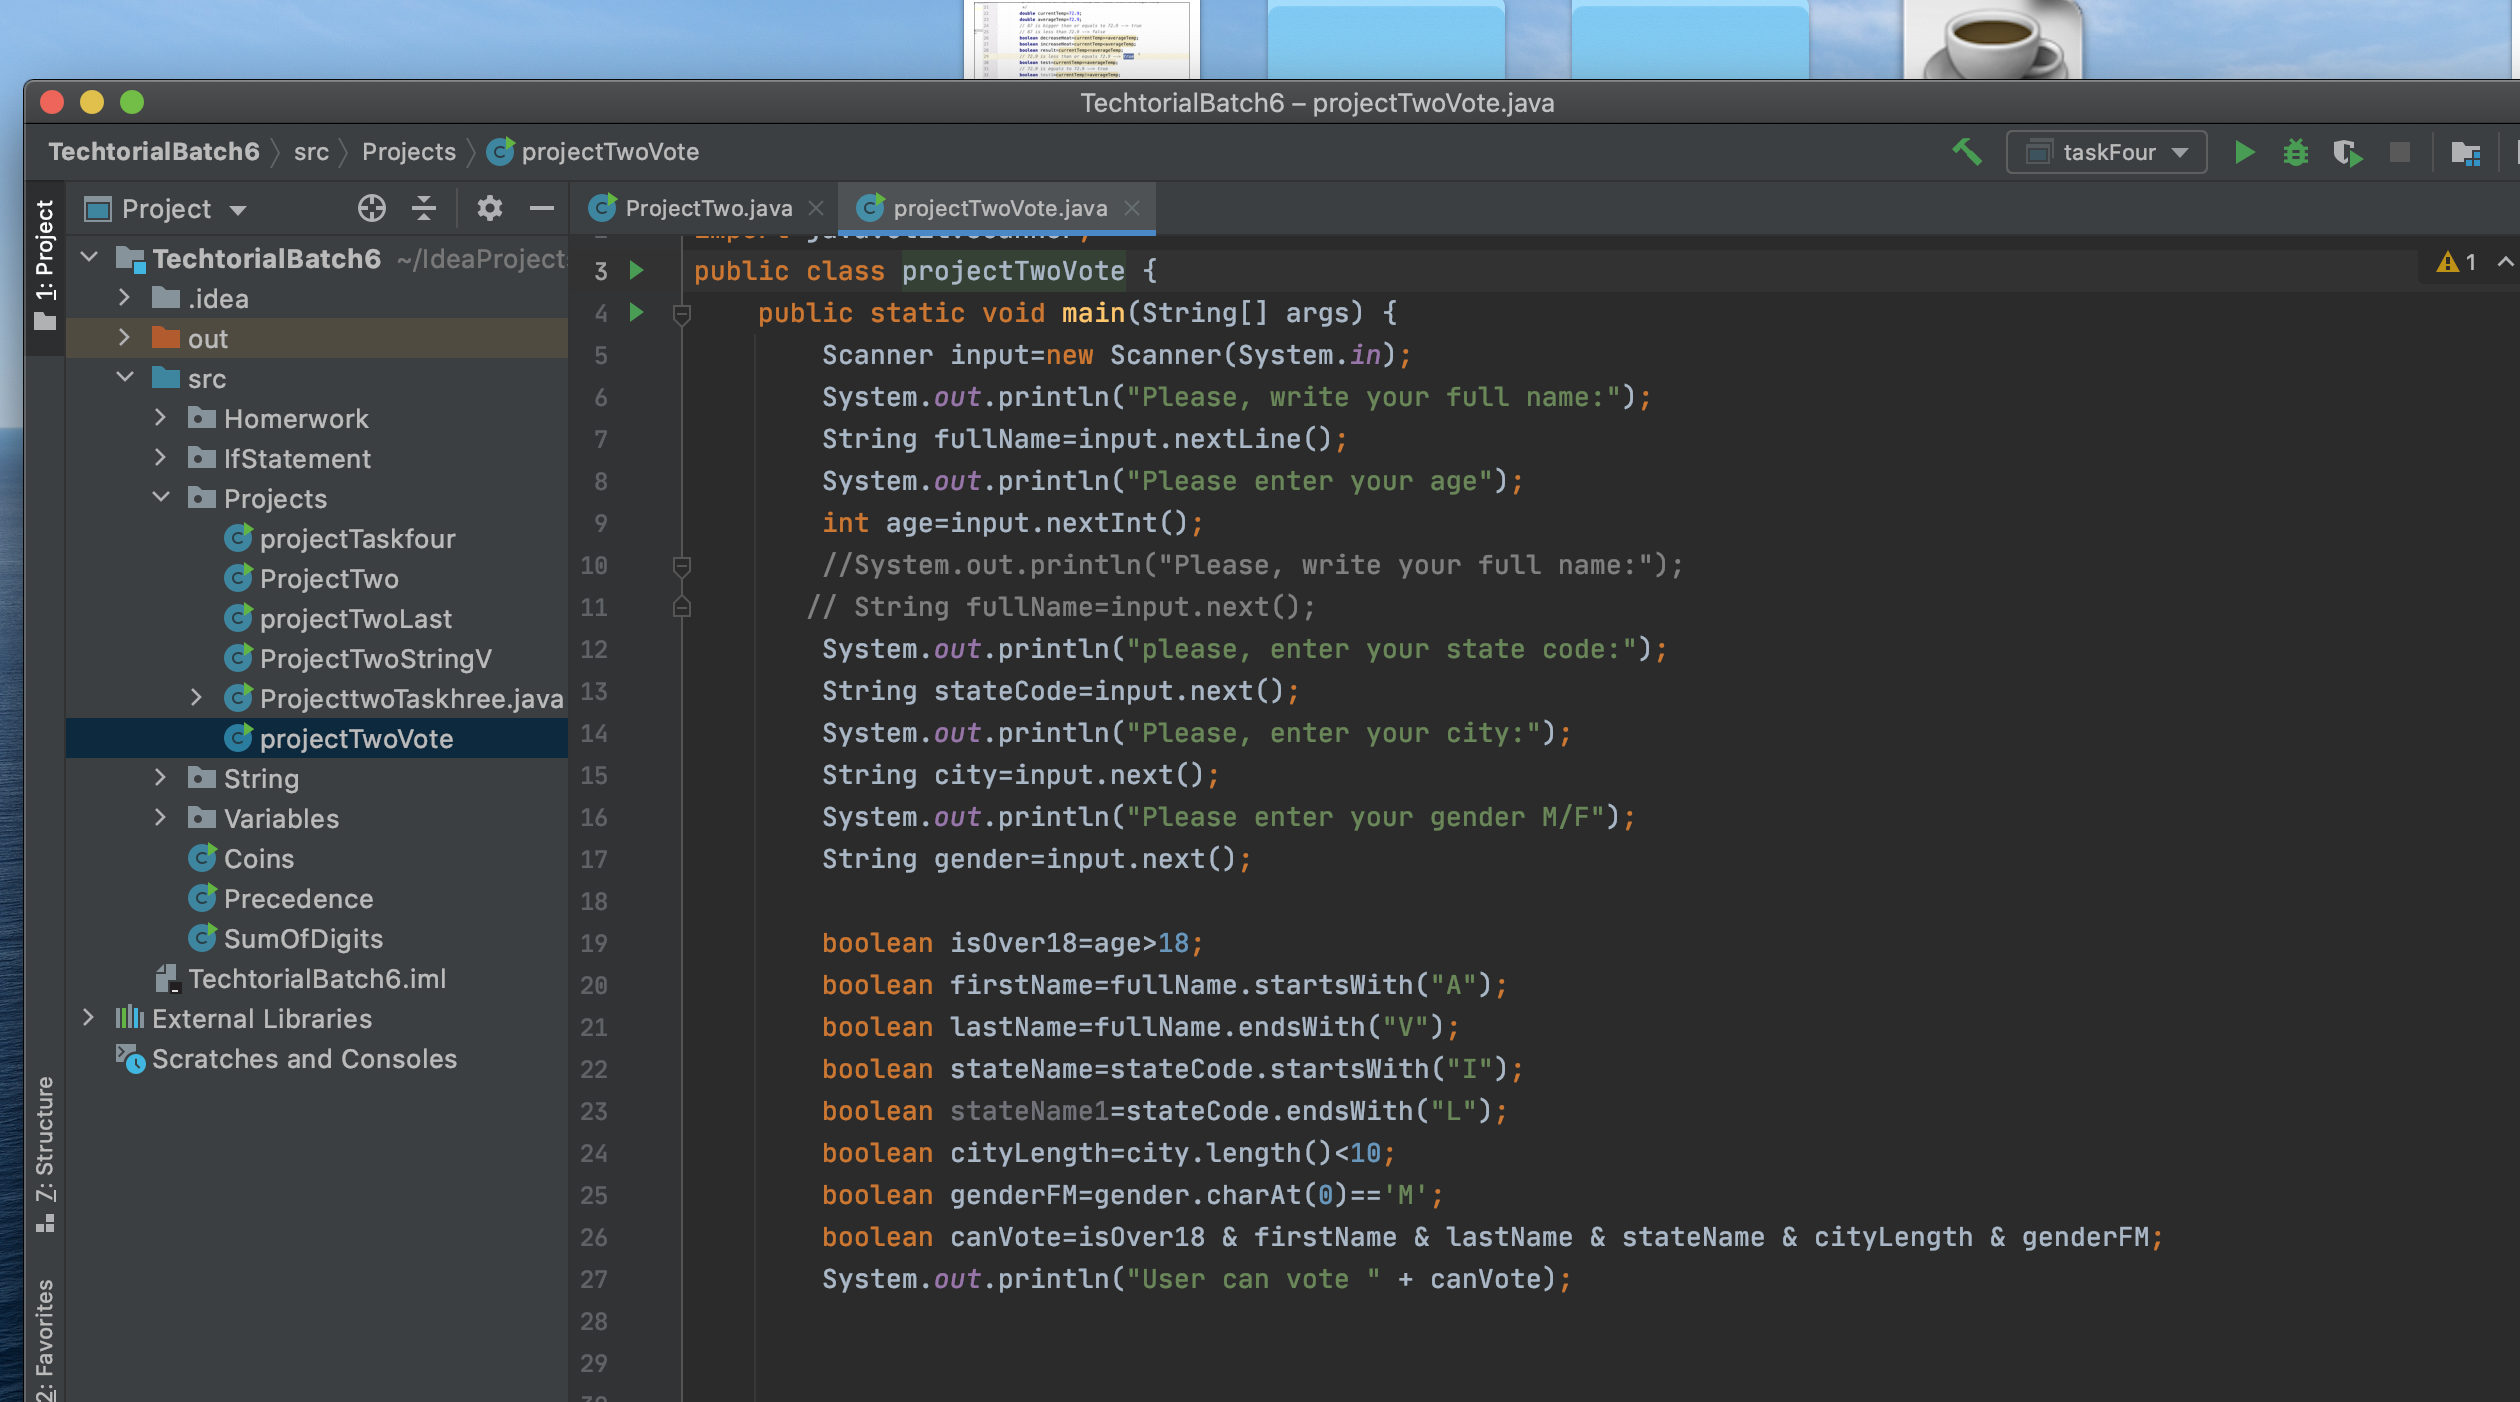 TechtorialBatch6 – projectTwoVote.java
TechtorialBatch6 src Projects projectTwoVote
taskFour
1: Project
Project
ProjectTwo.java
projectTwoVote.java
TechtorialBatch6 ~/IdeaProject
.idea
out
src
Homerwork
IfStatement
Projects
projectTaskfour
ProjectTwo
projectTwoLast
ProjectTwoStringV
ProjecttwoTaskhree.java
projectTwoVote
String
Variables
Coins
Precedence
SumOfDigits
TechtorialBatch6.iml
External Libraries
Scratches and Consoles
7: Structure
2: Favorites
1
3 public class projectTwoVote {
4 public static void main(String[] args) {
5 Scanner input=new Scanner(System.in);
6 System.out.println("Please, write your full name:");
7 String fullName=input.nextLine();
8 System.out.println("Please enter your age");
9 int age=input.nextInt();
10 //System.out.println("Please, write your full name:");
11 // String fullName=input.next();
12 System.out.println("please, enter your state code:");
13 String stateCode=input.next();
14 System.out.println("Please, enter your city:");
15 String city=input.next();
16 System.out.println("Please enter your gender M/F");
17 String gender=input.next();
18
19 boolean isOver18=age>18;
20 boolean firstName=fullName.startsWith("A");
21 boolean lastName=fullName.endsWith("V");
22 boolean stateName=stateCode.startsWith("I");
23 boolean stateName1=stateCode.endsWith("L");
24 boolean cityLength=city.length()<10;
25 boolean genderFM=gender.charAt(0)=='M';
26 boolean canVote=isOver18 & firstName & lastName & stateName & cityLength & genderFM;
27 System.out.println("User can vote " + canVote);
28
29